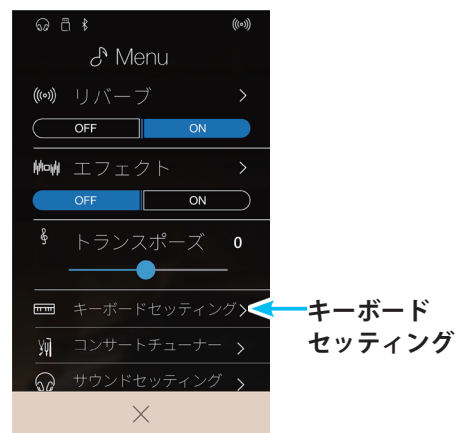 Menu
リバーブ
OFF ON
エフェクト
OFF ON
トランスポーズ 0
キーボードセッティング
コンサートチューナー
サウンドセッティング
キーボード
セッティング